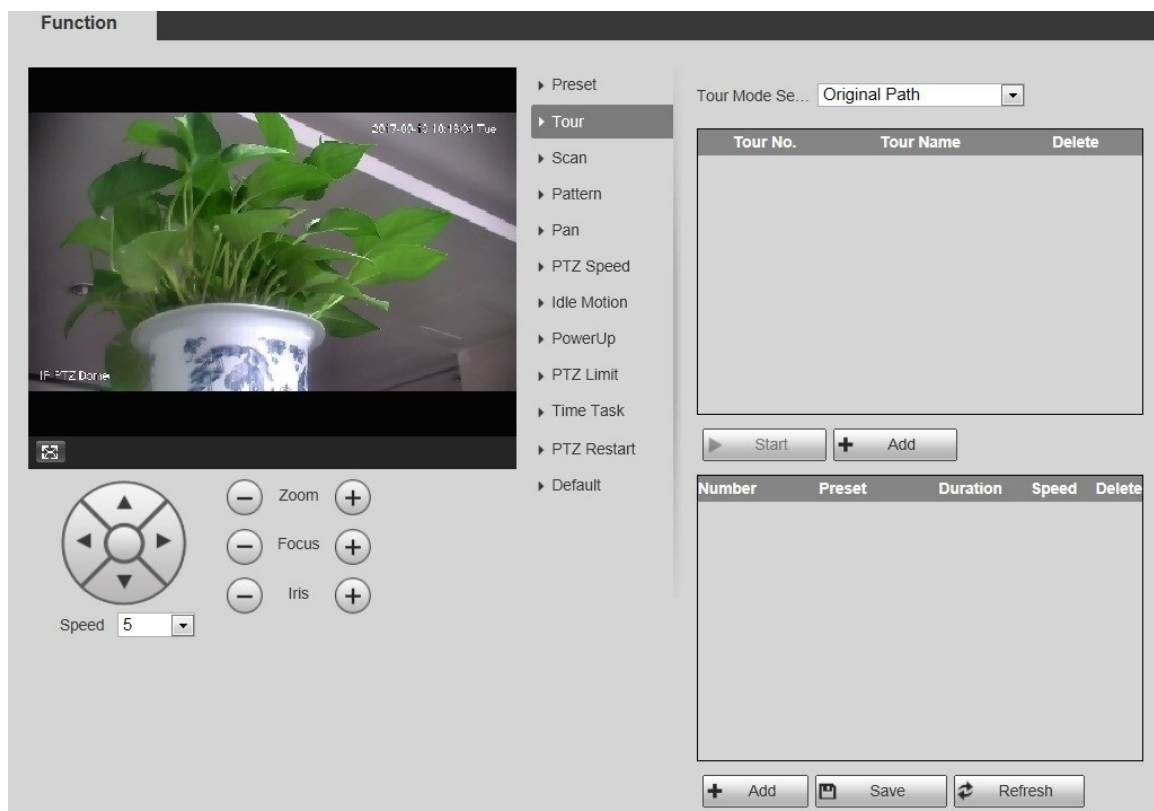 Function
Preset
Tour
Scan
Pattern
Pan
PTZ Speed
Idle Motion
PowerUp
PTZ Limit
Time Task
PTZ Restart
Default
Tour Mode Se... Original Path
Tour No. Tour Name Delete
Start Add
Number Preset Duration Speed Delete
Add Save Refresh
IP PTZ Dome
Zoom
Focus
Iris
Speed 5